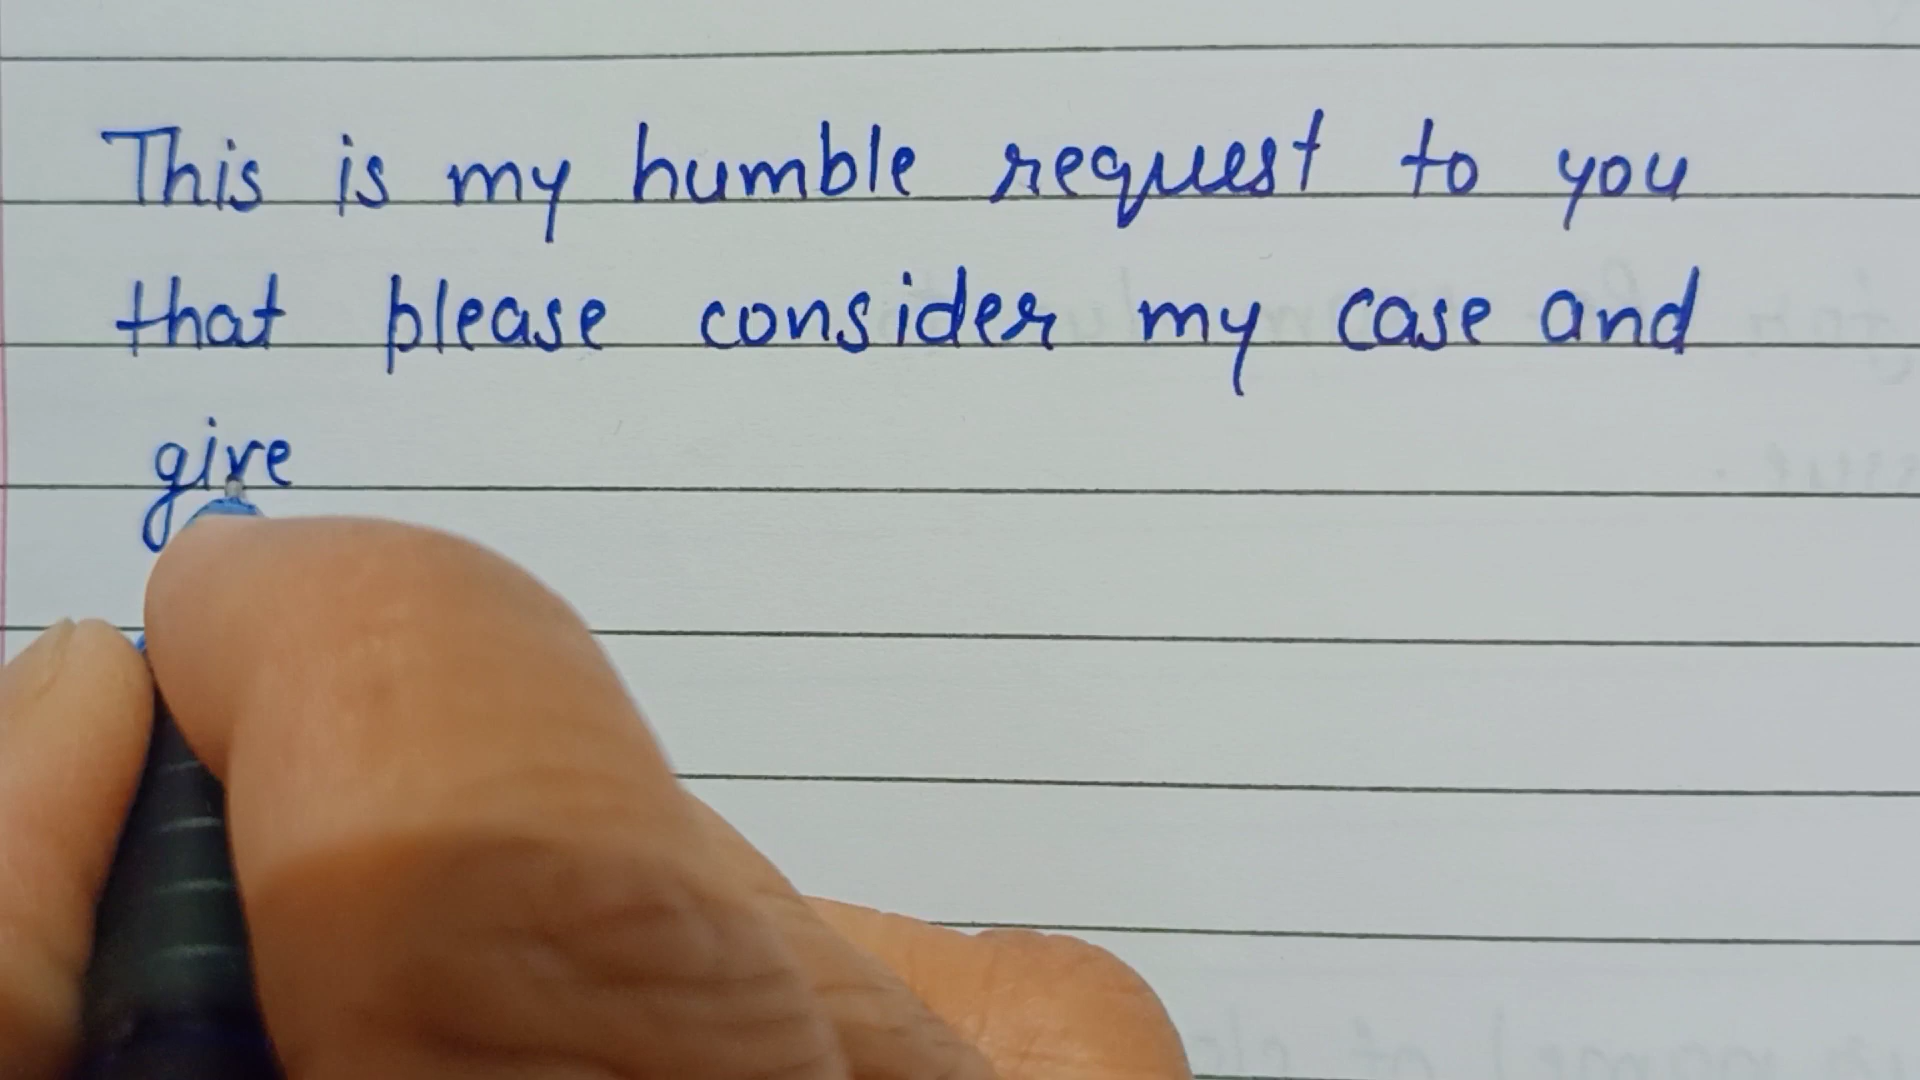 This is my humble request to you
that please consider my case and
give